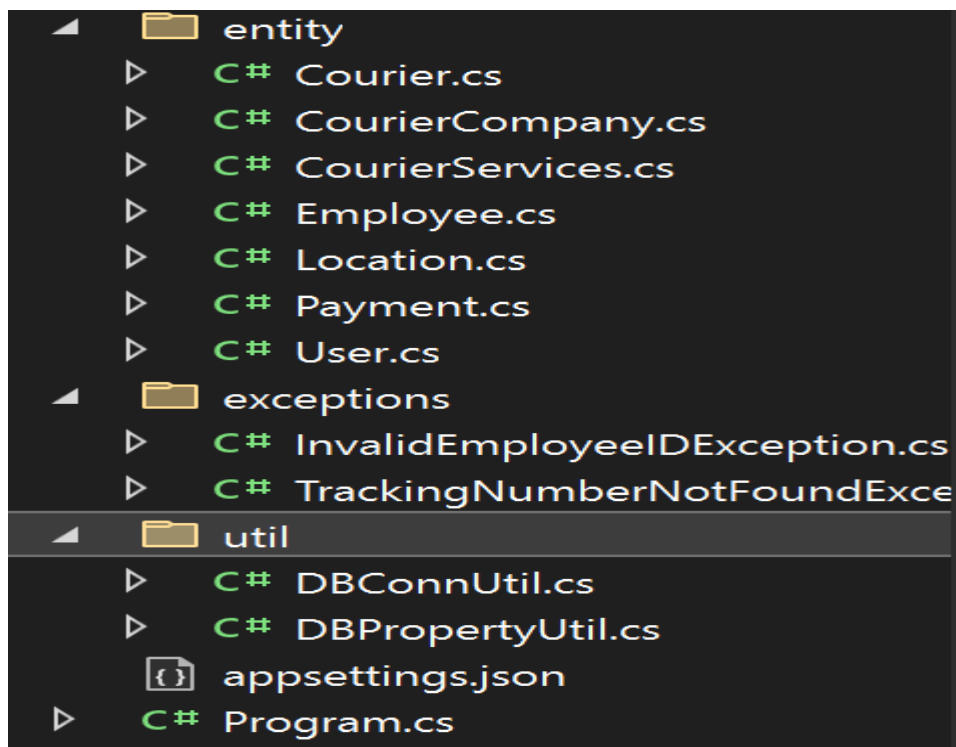 entity
C# Courier.cs
C# CourierCompany.cs
C# CourierServices.cs
C# Employee.cs
C# Location.cs
C# Payment.cs
C# User.cs
exceptions
C# InvalidEmployeeIDException.cs
C# TrackingNumberNotFoundExce
util
C# DBConnUtil.cs
C# DBPropertyUtil.cs
{ } appsettings.json
C# Program.cs